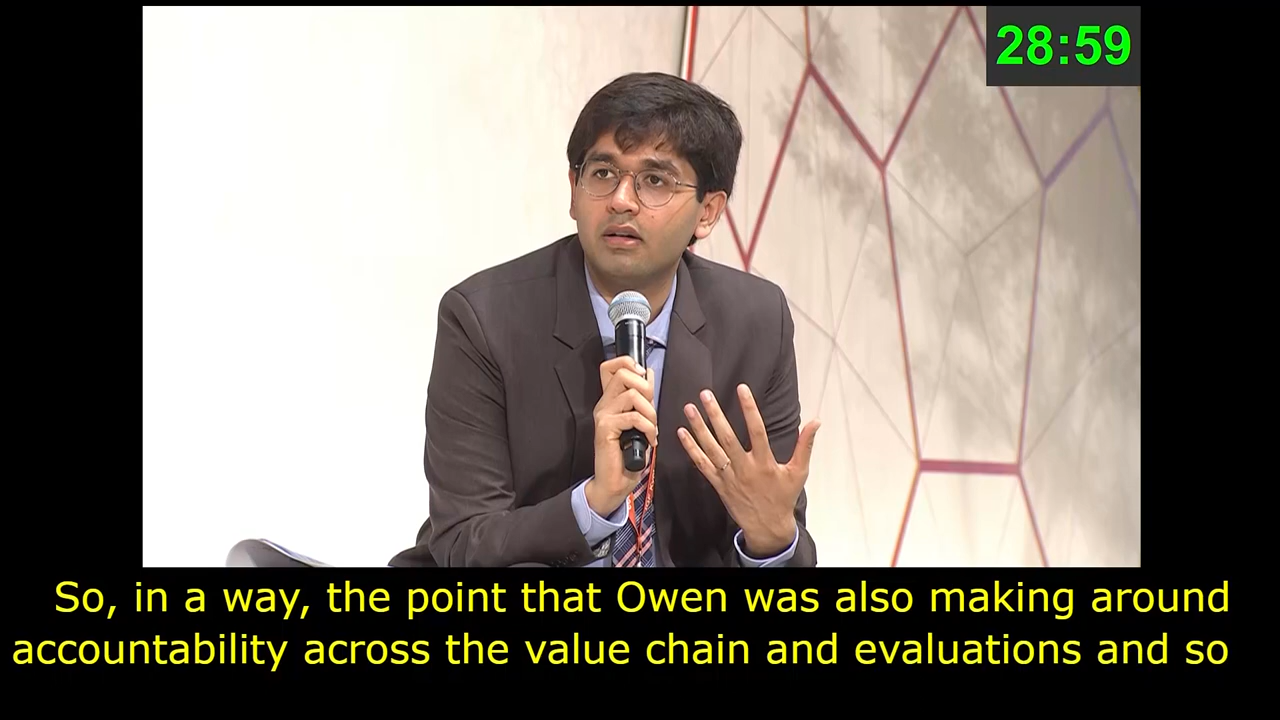 28:59
So, in a way, the point that Owen was also making around
accountability across the value chain and evaluations and so